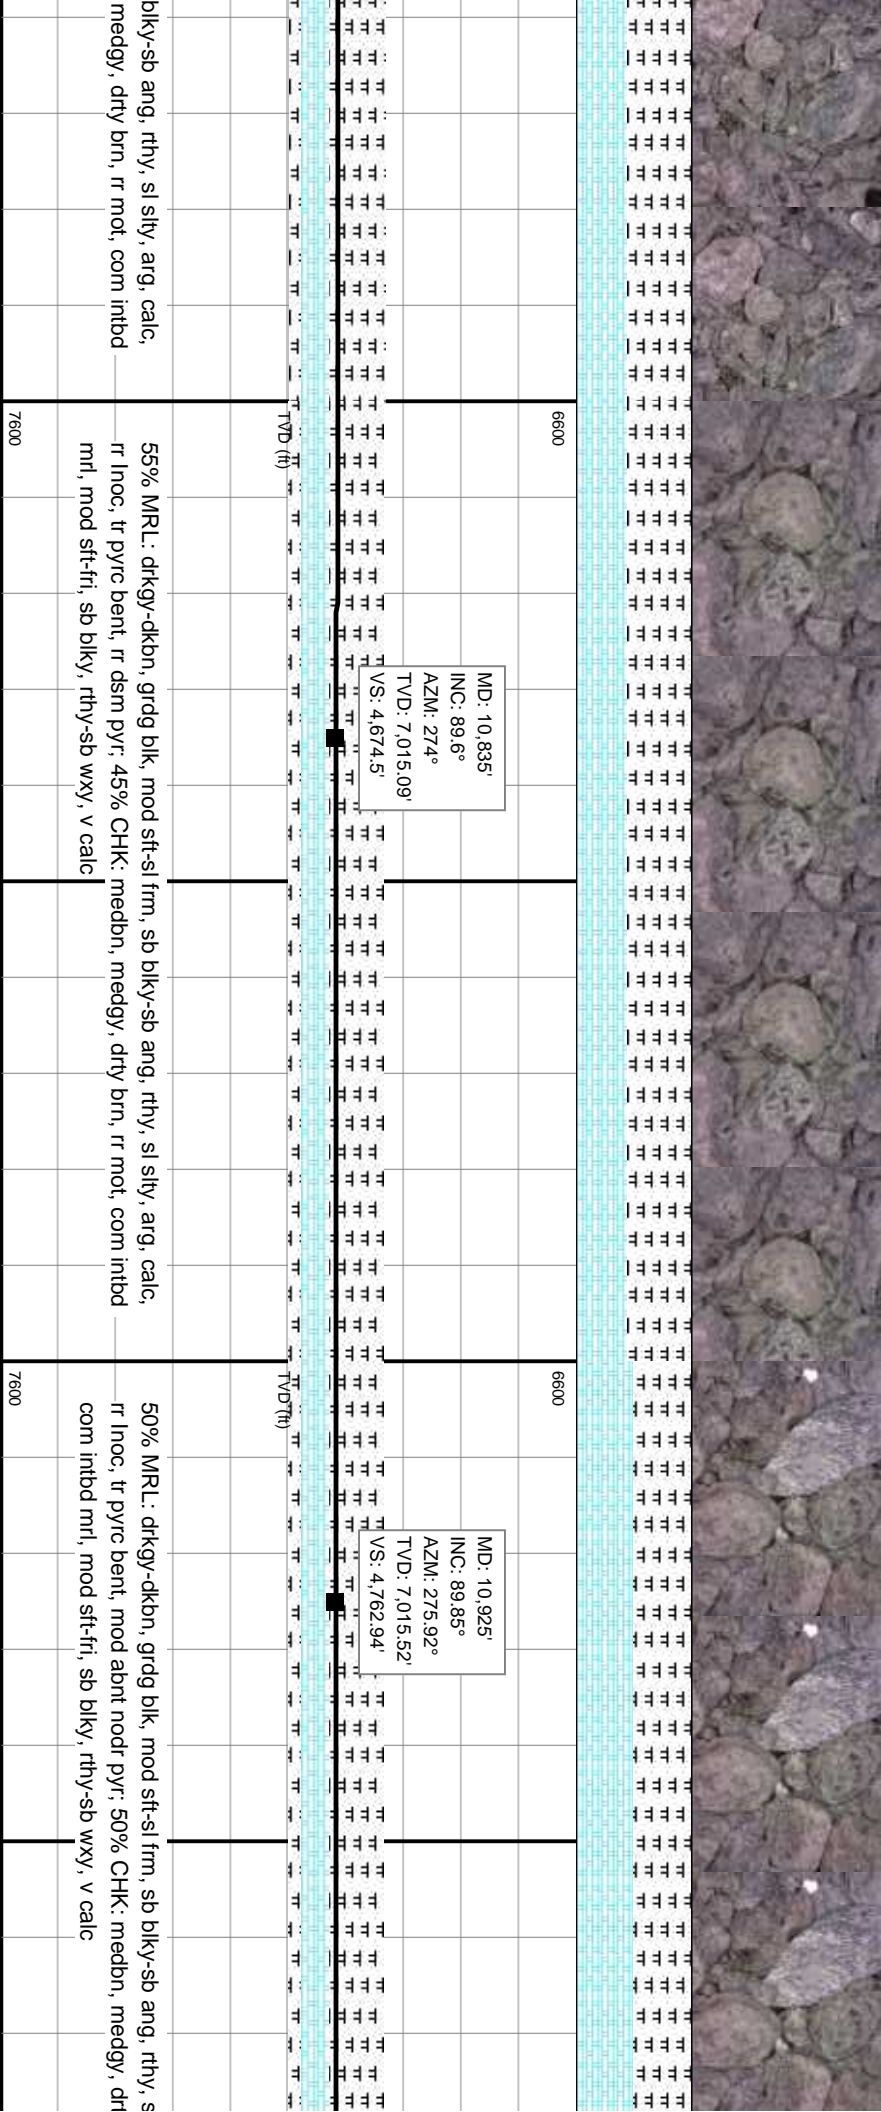 blky-sb ang, rthy, sl slty, arg, calc,
medgy, drty brn, rr mot, com intbd
6600
TVD (ft)
7600
55% MRL: drkgy-dkbn, grdg blk, mod sft-sl frm, sb blky-sb ang, rthy, sl slty, arg, calc,
rr Inoc, tr pyrc bent, rr dsm pyr; 45% CHK: medbn, medgy, drty brn, rr mot, com intbd
mrl, mod sft-fri, sb blky, rthy-sb wxy, v calc
MD: 10,835'
INC: 89.6°
AZM: 274°
TVD: 7,015.09'
VS: 4,674.5'
6600
TVD (ft)
7600
50% MRL: drkgy-dkbn, grdg blk, mod sft-sl frm, sb blky-sb ang, rthy, s
rr Inoc, tr pyrc bent, mod abnt nodr pyr; 50% CHK: medbn, medgy, drt
com intbd mrl, mod sft-fri, sb blky, rthy-sb wxy, v calc
MD: 10,925'
INC: 89.85°
AZM: 275.92°
TVD: 7,015.52'
VS: 4,762.94'